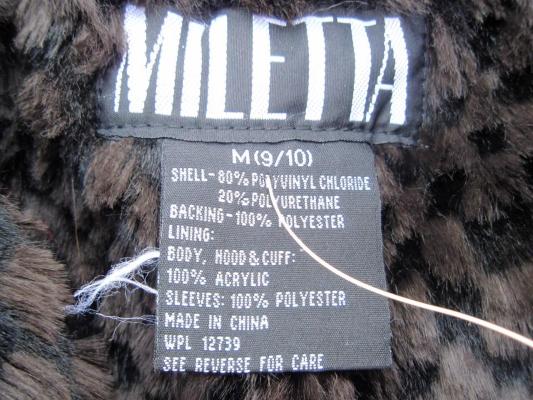 MILETTA
M (9/10)
SHELL- 80% POLYVINYL CHLORIDE
20% POLYURETHANE
BACKING- 100% POLYESTER
LINING:
BODY, HOOD & CUFF:
100% ACRYLIC
SLEEVES: 100% POLYESTER
MADE IN CHINA
WPL 12739
SEE REVERSE FOR CARE